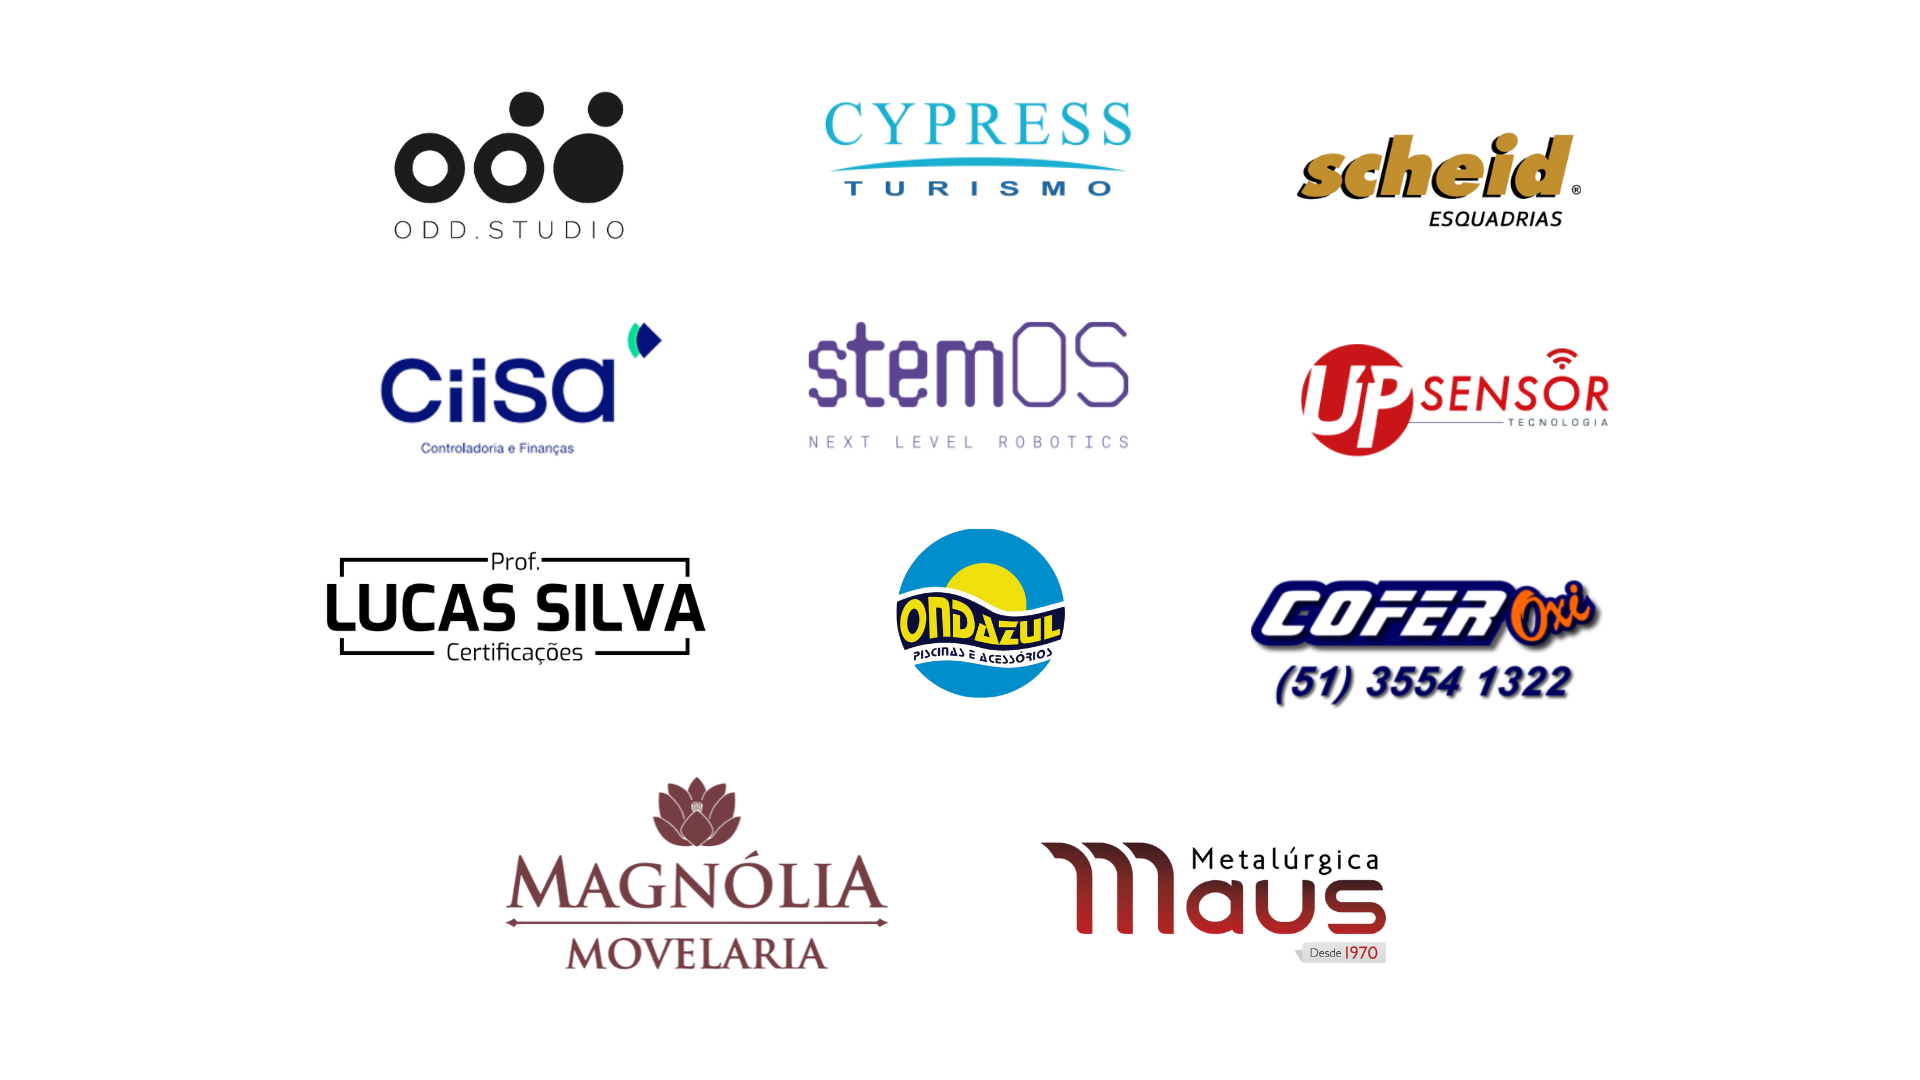 odd
ODD.STUDIO
CYPRESS
TURISMO
scheid®
ESQUADRIAS
ciisa
Controladoria e Finanças
stemOS
NEXT LEVEL ROBOTICS
UP SENSOR
TECNOLOGIA
Prof.
LUCAS SILVA
Certificações
ONDAZUL
PISCINAS E ACESSÓRIOS
COFER Oxi
(51) 3554 1322
MAGNÓLIA
MOVELARIA
Metalúrgica
maus
Desde 1970